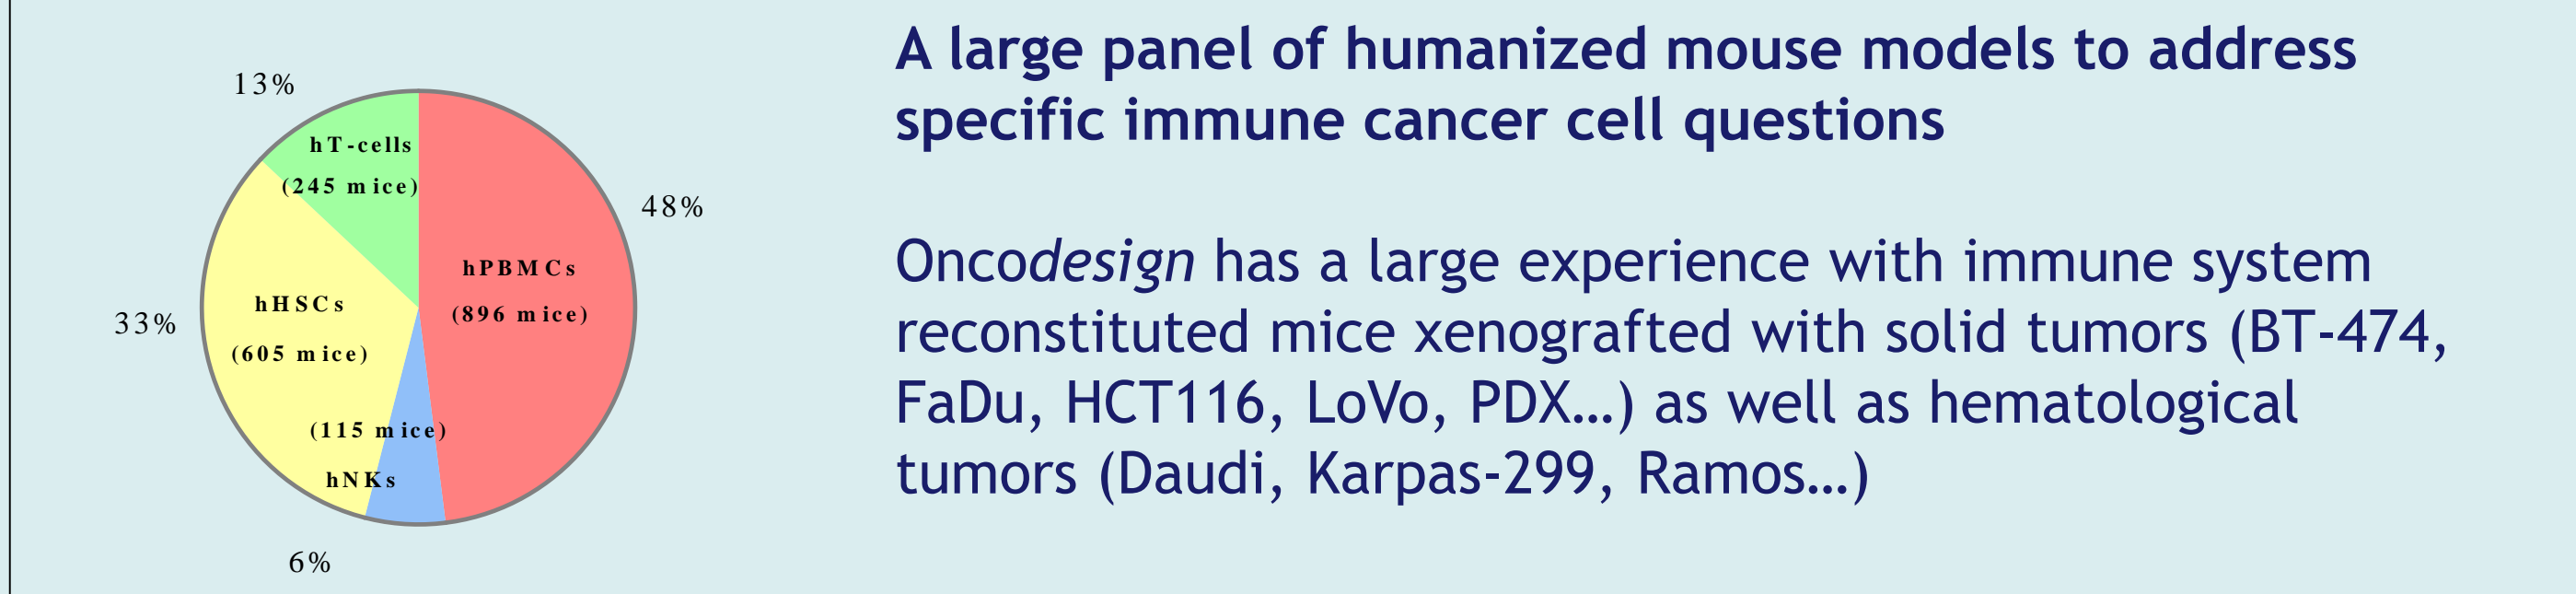 13%
hT-cells
(245 mice)
48%
hPBMCs
(896 mice)
hHSCs
(605 mice)
33%
(115 mice)
hNKs
6%
A large panel of humanized mouse models to address
specific immune cancer cell questions
Oncodesign has a large experience with immune system
reconstituted mice xenografted with solid tumors (BT-474,
FaDu, HCT116, LoVo, PDX…) as well as hematological
tumors (Daudi, Karpas-299, Ramos…)